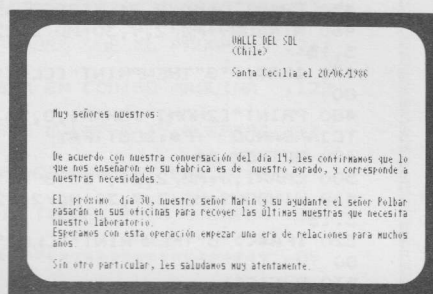 VALLE DEL SOL
(Chile)
Santa Cecilia el 20/06/1986
Muy señores nuestros:
De acuerdo con nuestra conversación del día 14, les confirmamos que lo
que nos enseñaron en su fabrica es de nuestro agrado, y corresponde a
nuestras necesidades.
El próximo dia 30, nuestro señor Marin y su ayudante el señor Polbar
pasarán en sus oficinas para recoger las últimas muestras que necesita
nuestro laboratorio.
Esperamos con esta operación empezar una era de relaciones para muchos
años.
Sin otro particular, les saludamos muy atentamente.